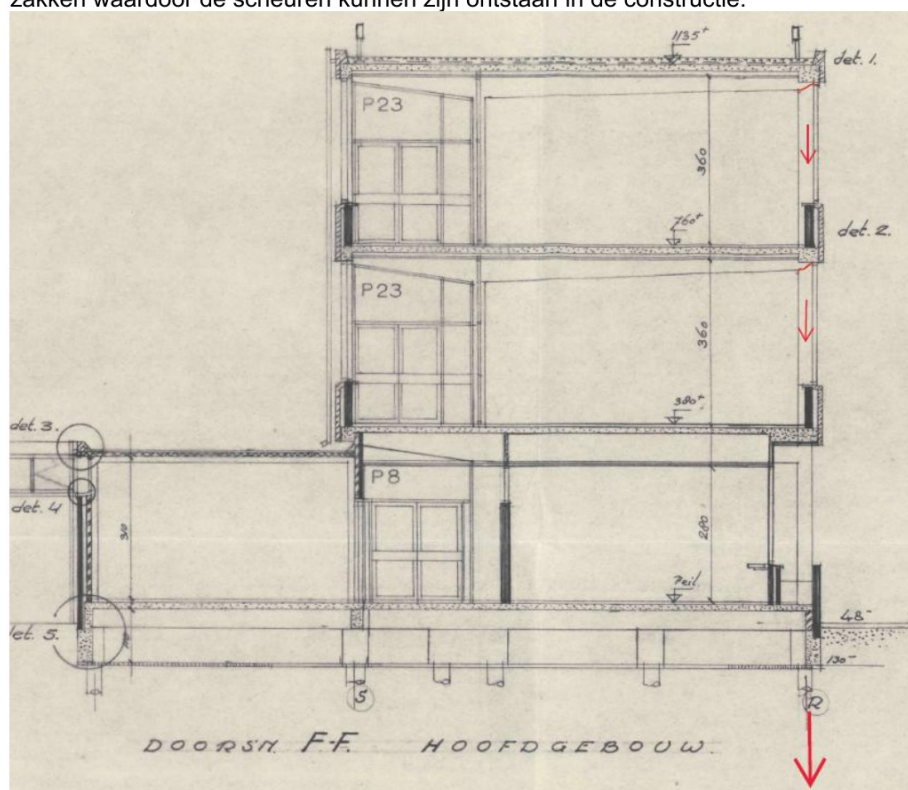 zakken waardoor de scheuren kunnen zijn ontstaan in de constructie.
1135+
det. 1.
P23
360
760+
det. 2.
P23
360
380+
det. 3.
P8
det. 4
280
Peil
48-
det. 5.
130-
S
R
DOORSN. F-F. HOOFDGEBOUW.